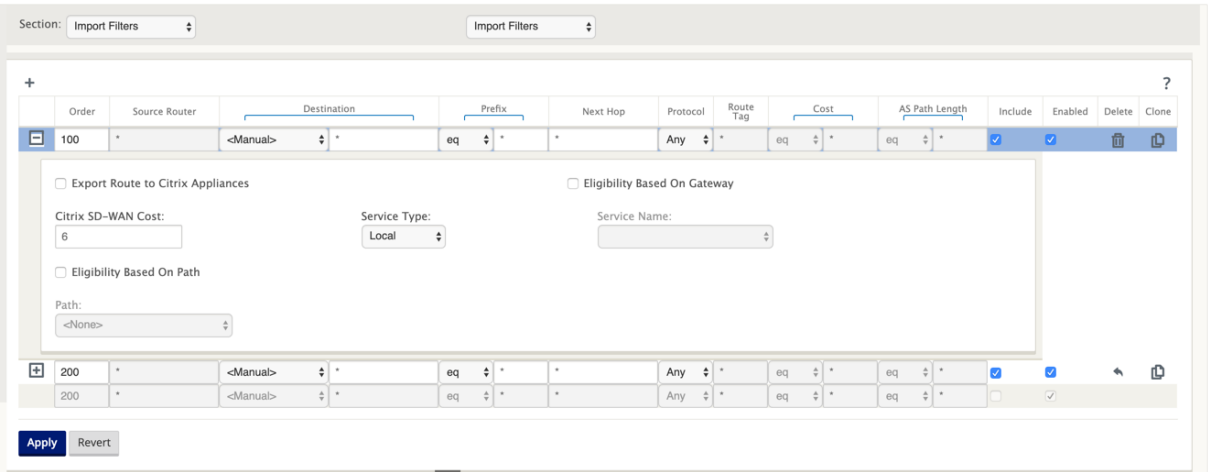 Section: Import Filters Import Filters
+ ?
Order Source Router Destination Prefix Next Hop Protocol Route Tag Cost AS Path Length Include Enabled Delete Clone
100 * <Manual> * eq * * Any * eq * eq *
Export Route to Citrix Appliances Eligibility Based On Gateway
Citrix SD-WAN Cost: Service Type: Service Name:
6 Local
Eligibility Based On Path
Path:
<None>
200 * <Manual> * eq * * Any * eq * eq *
200 * <Manual> * eq * * Any * eq * eq *
Apply Revert